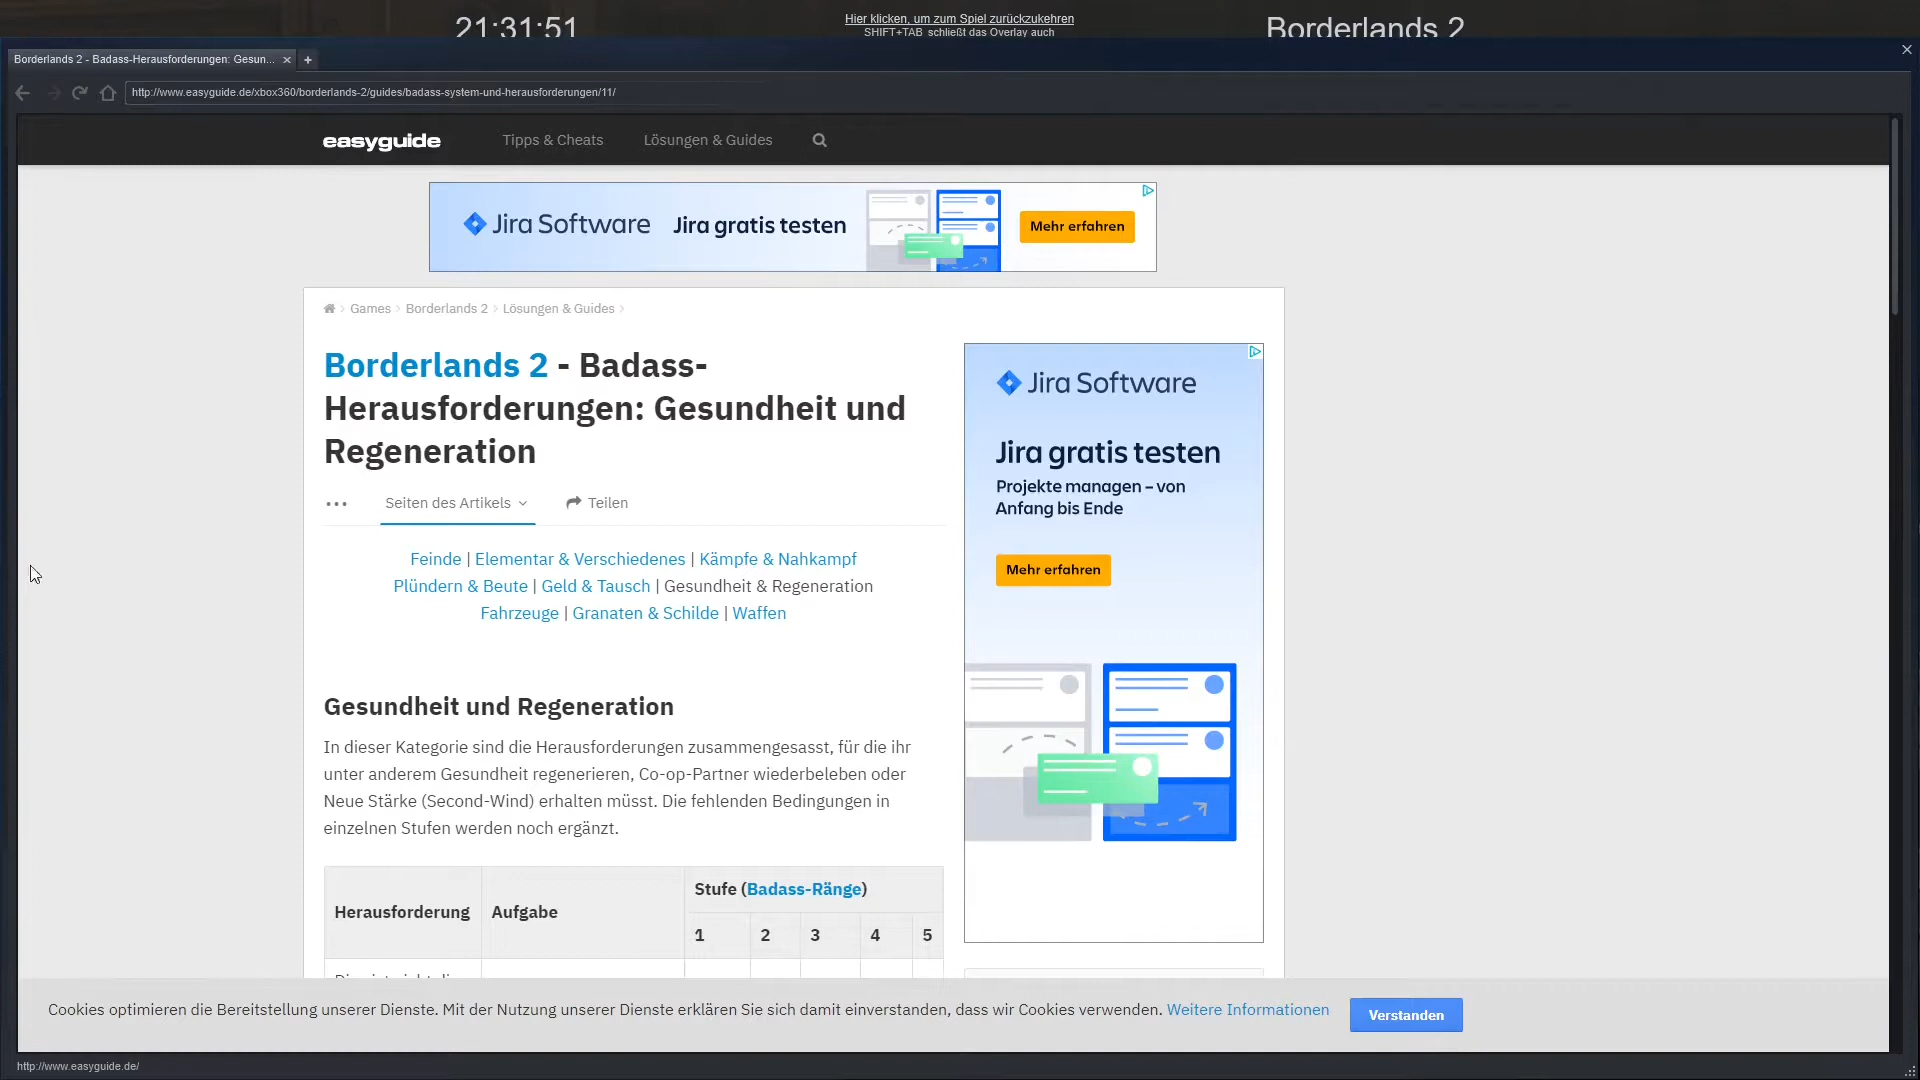 21:31:51
Hier klicken, um zum Spiel zurückzukehren
SHIFT+TAB schließt das Overlay auch
Borderlands 2
Borderlands 2 - Badass-Herausforderungen: Gesun...
http://www.easyguide.de/xbox360/borderlands-2/guides/badass-system-und-herausforderungen/11/
easyguide
Tipps & Cheats
Lösungen & Guides
Jira Software
Jira gratis testen
Mehr erfahren
Games
Borderlands 2
Lösungen & Guides
Borderlands 2 - Badass-
Herausforderungen: Gesundheit und
Regeneration
Seiten des Artikels
Teilen
Feinde | Elementar & Verschiedenes | Kämpfe & Nahkampf
Plündern & Beute | Geld & Tausch | Gesundheit & Regeneration
Fahrzeuge | Granaten & Schilde | Waffen
Gesundheit und Regeneration
In dieser Kategorie sind die Herausforderungen zusammengesasst, für die ihr
unter anderem Gesundheit regenerieren, Co-op-Partner wiederbeleben oder
Neue Stärke (Second-Wind) erhalten müsst. Die fehlenden Bedingungen in
einzelnen Stufen werden noch ergänzt.
Herausforderung
Aufgabe
Stufe (Badass-Ränge)
1 2 3 4 5
Jira Software
Jira gratis testen
Projekte managen – von
Anfang bis Ende
Mehr erfahren
Cookies optimieren die Bereitstellung unserer Dienste. Mit der Nutzung unserer Dienste erklären Sie sich damit einverstanden, dass wir Cookies verwenden. Weitere Informationen
Verstanden
http://www.easyguide.de/